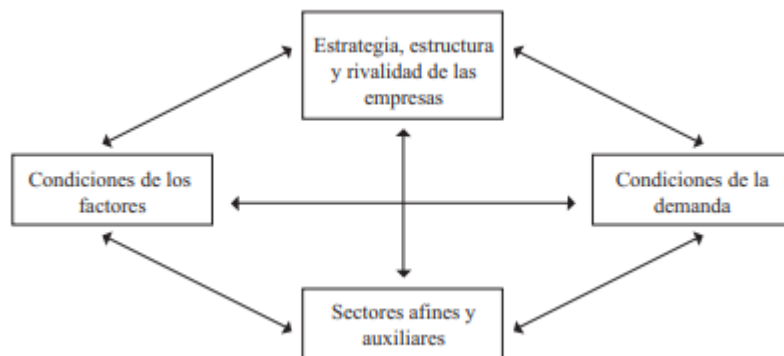 Estrategia, estructura
y rivalidad de las
empresas
Condiciones de los
factores
Condiciones de la
demanda
Sectores afines y
auxiliares